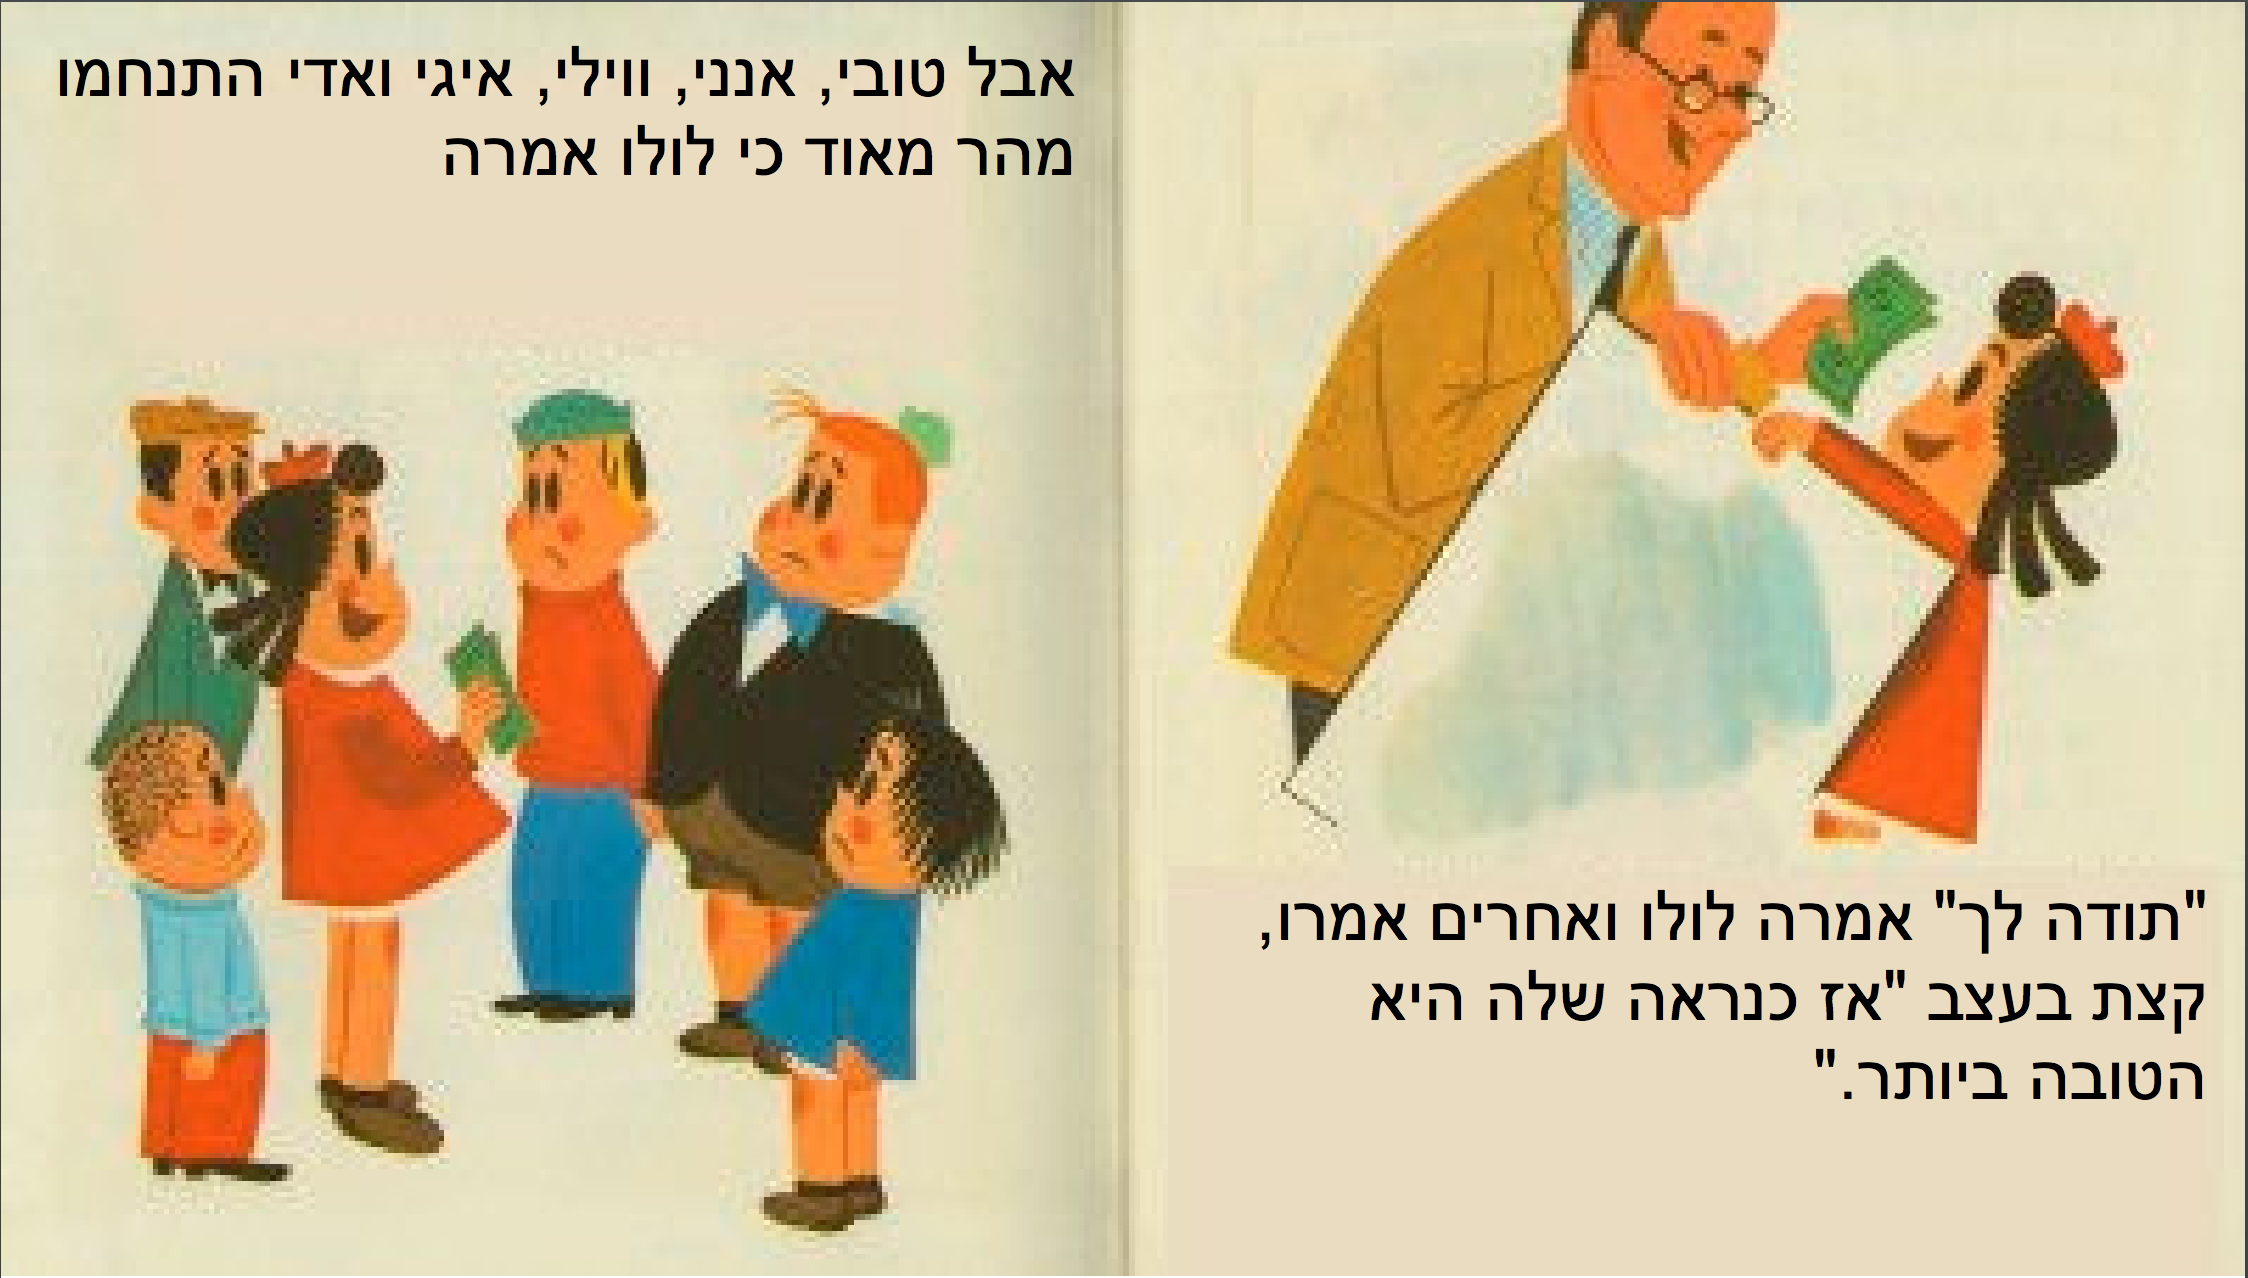 "תודה לך" אמרה לולו ואחרים אמרו,
קצת בעצב "אז כנראה שלה היא
הטובה ביותר."
אבל טובי, אנני, ווילי, איגי ואדי התנחמו
מהר מאוד כי לולו אמרה